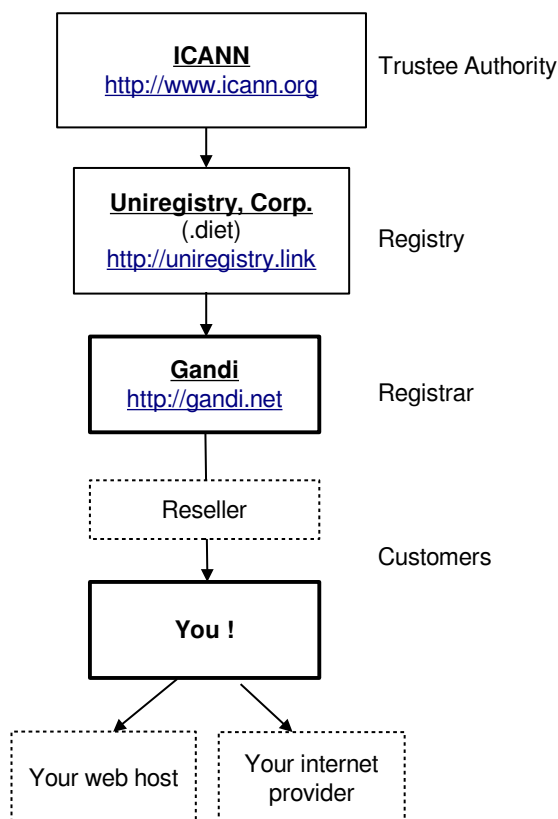 ICANN
http://www.icann.org
Trustee Authority
Uniregistry, Corp.
(.diet)
http://uniregistry.link
Registry
Gandi
http://gandi.net
Registrar
Reseller
Customers
You !
Your web host
Your internet
provider